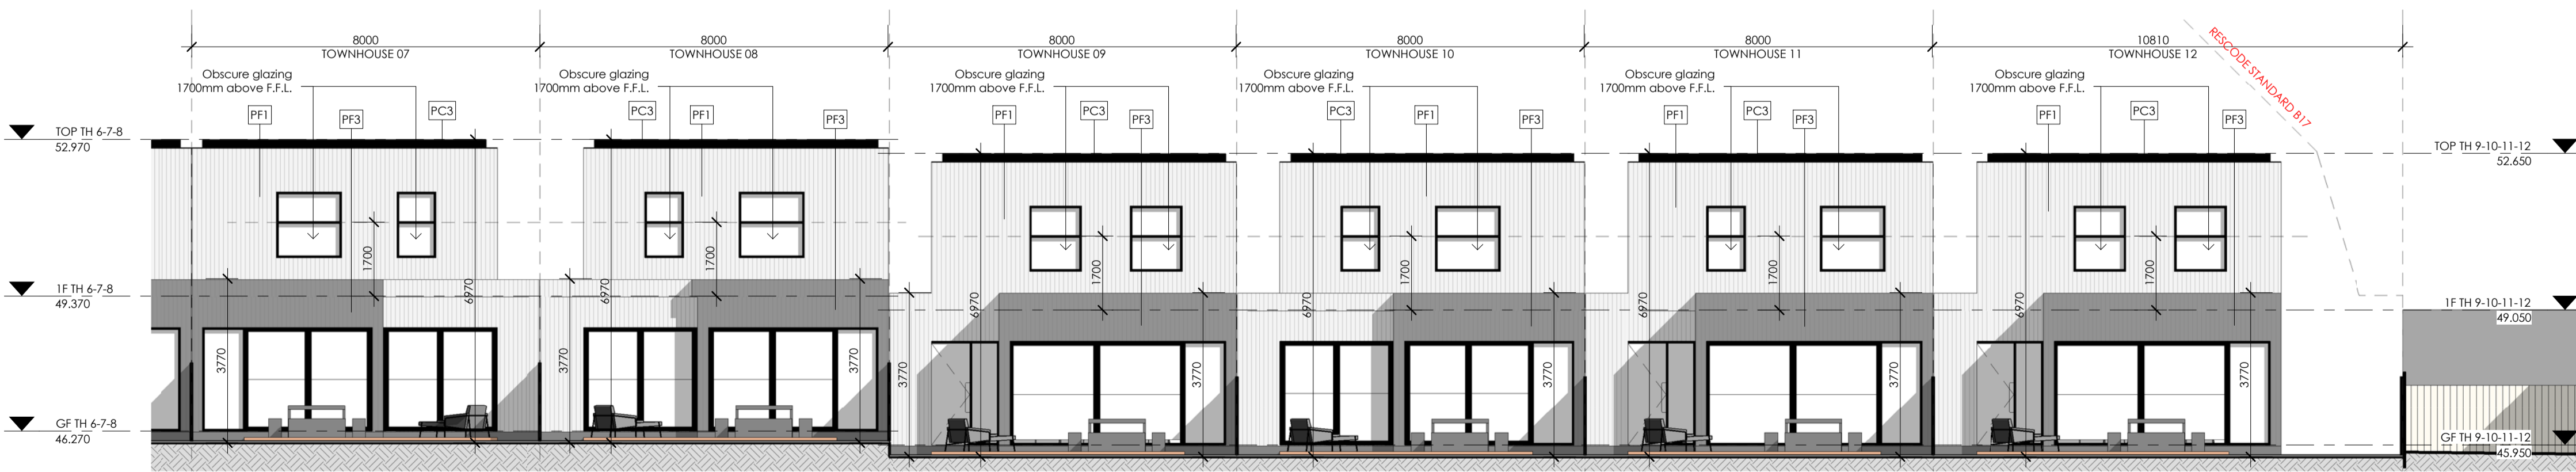 8000
TOWNHOUSE 07
8000
TOWNHOUSE 08
8000
TOWNHOUSE 09
8000
TOWNHOUSE 10
8000
TOWNHOUSE 11
10810
TOWNHOUSE 12
RESCODE STANDARD B17
Obscure glazing
1700mm above F.F.L.
PF1
PF3
PC3
Obscure glazing
1700mm above F.F.L.
PC3
PF1
PF3
Obscure glazing
1700mm above F.F.L.
PF1
PC3
PF3
Obscure glazing
1700mm above F.F.L.
PC3
PF1
PF3
Obscure glazing
1700mm above F.F.L.
PF1
PC3
PF3
Obscure glazing
1700mm above F.F.L.
PF1
PC3
PF3
TOP TH 6-7-8
52.970
TOP TH 9-10-11-12
52.650
1700
1700
1700
1700
1700
1700
1F TH 6-7-8
49.370
6970
6970
6970
6970
6970
6970
1F TH 9-10-11-12
49.050
3770
3770
3770
3770
3770
3770
3770
3770
GF TH 6-7-8
46.270
GF TH 9-10-11-12
45.950